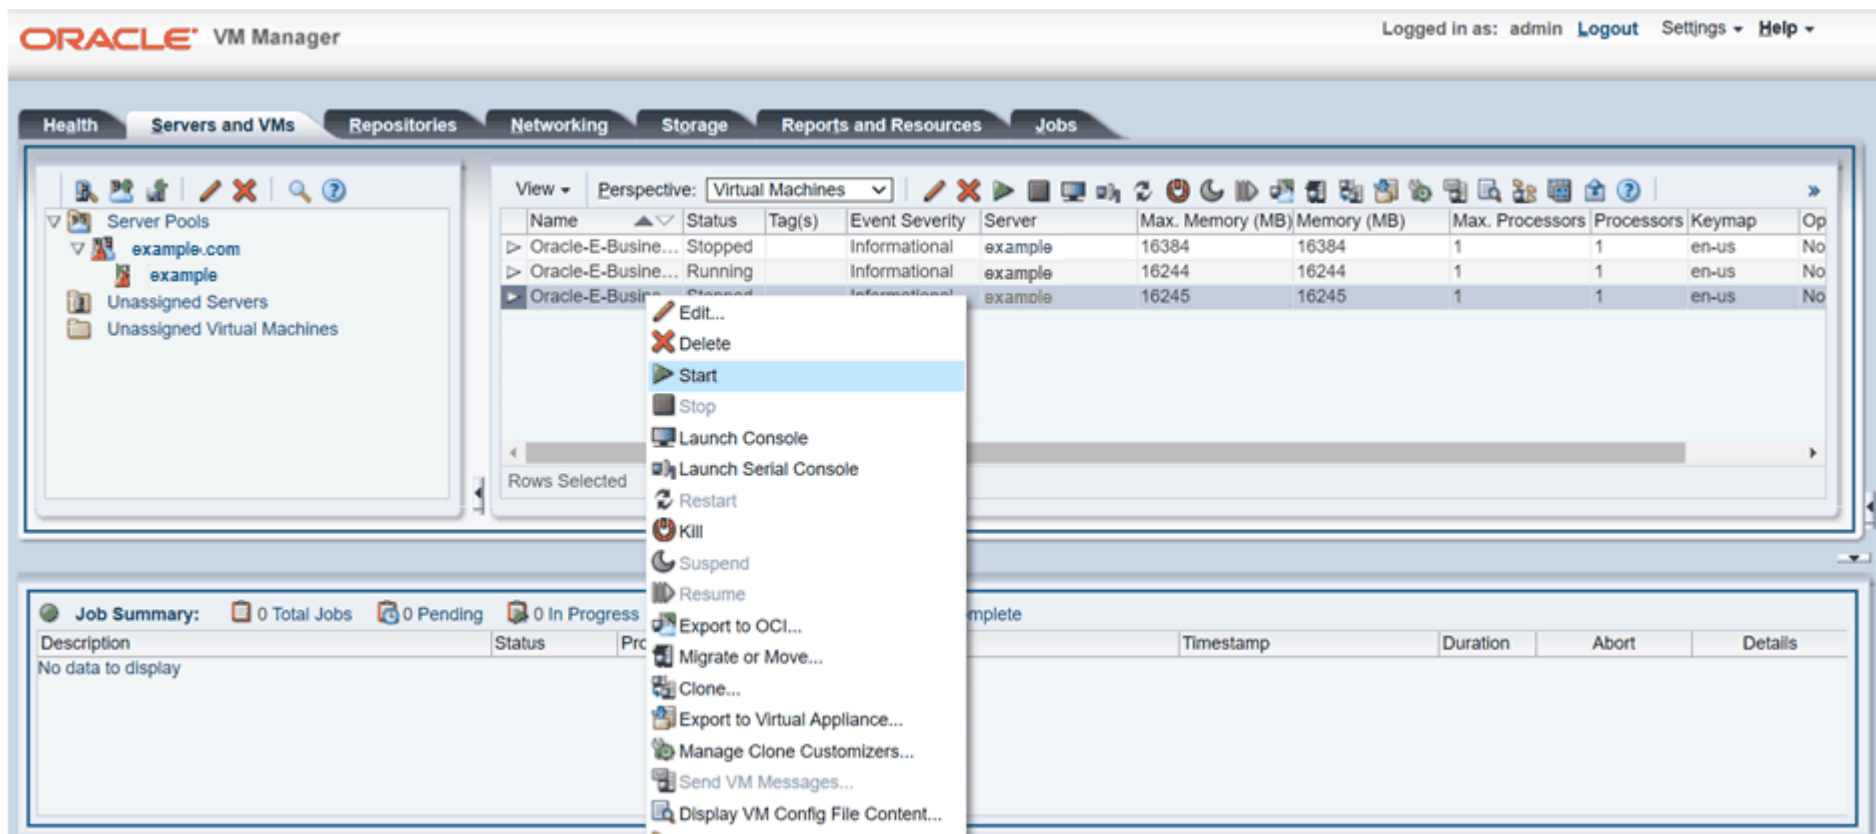 ORACLE VM Manager
Logged in as: admin Logout Settings Help
Health Servers and VMs Repositories Networking Storage Reports and Resources Jobs
View Perspective: Virtual Machines
Server Pools
example.com
example
Unassigned Servers
Unassigned Virtual Machines
Name Status Tag(s) Event Severity Server Max. Memory (MB) Memory (MB) Max. Processors Processors Keymap Op
Oracle-E-Busine... Stopped Informational example 16384 16384 1 1 en-us No
Oracle-E-Busine... Running Informational example 16244 16244 1 1 en-us No
Oracle-E-Busine Stopped Informational example 16245 16245 1 1 en-us No
Rows Selected
Edit...
Delete
Start
Stop
Launch Console
Launch Serial Console
Restart
Kill
Suspend
Resume
Export to OCI...
Migrate or Move...
Clone...
Export to Virtual Appliance...
Manage Clone Customizers...
Send VM Messages...
Display VM Config File Content...
Job Summary: 0 Total Jobs 0 Pending 0 In Progress mplete
Description Status Pro Timestamp Duration Abort Details
No data to display